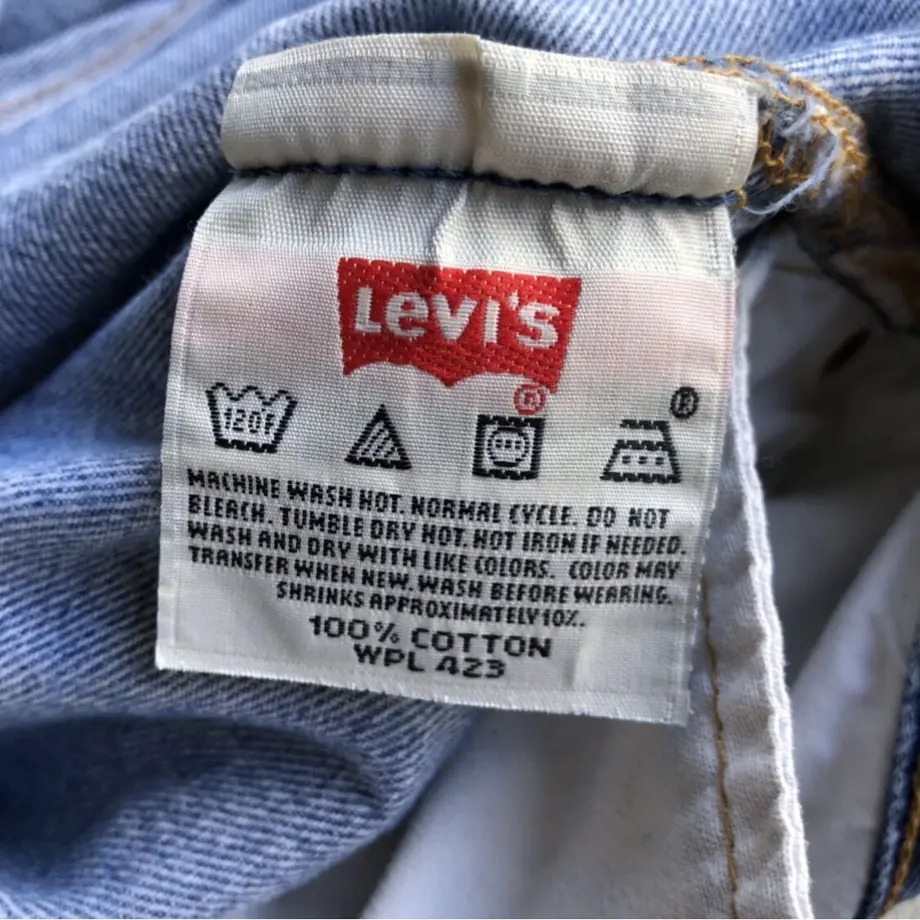 Levi's
®
®
120F
MACHINE WASH HOT. NORMAL CYCLE. DO NOT
BLEACH. TUMBLE DRY HOT. HOT IRON IF NEEDED.
WASH AND DRY WITH LIKE COLORS. COLOR MAY
TRANSFER WHEN NEW. WASH BEFORE WEARING.
SHRINKS APPROXIMATELY 10%.
100% COTTON
WPL 423